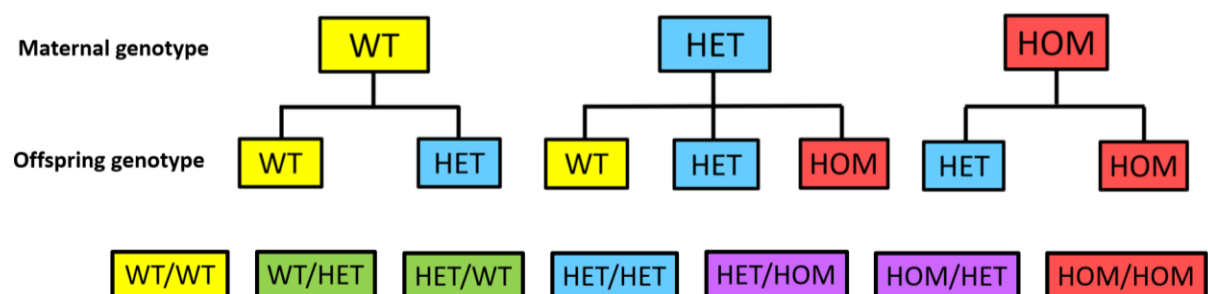 Maternal genotype WT HET HOM
Offspring genotype WT HET WT HET HOM HET HOM
WT/WT WT/HET HET/WT HET/HET HET/HOM HOM/HET HOM/HOM